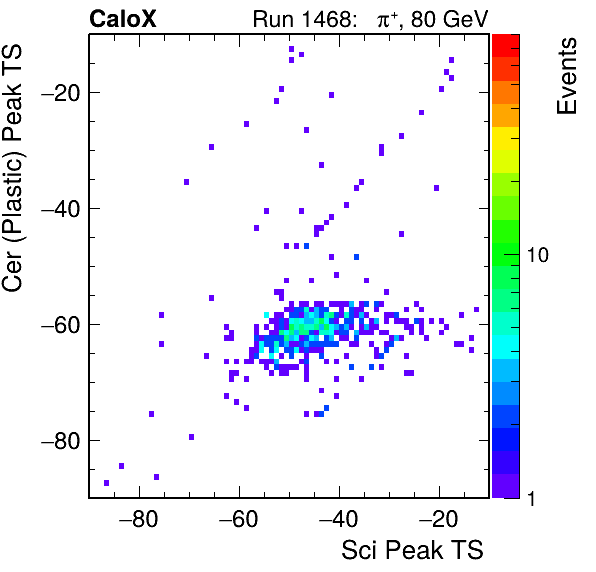 CaloX Run 1468: π⁺, 80 GeV
Events
Cer (Plastic) Peak TS
−20
−40
−60
−80
10
1
−80 −60 −40 −20
Sci Peak TS